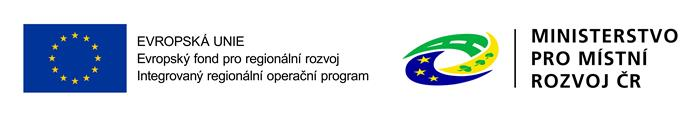 EVROPSKÁ UNIE
Evropský fond pro regionální rozvoj
Integrovaný regionální operační program
MINISTERSTVO
PRO MÍSTNÍ
ROZVOJ ČR